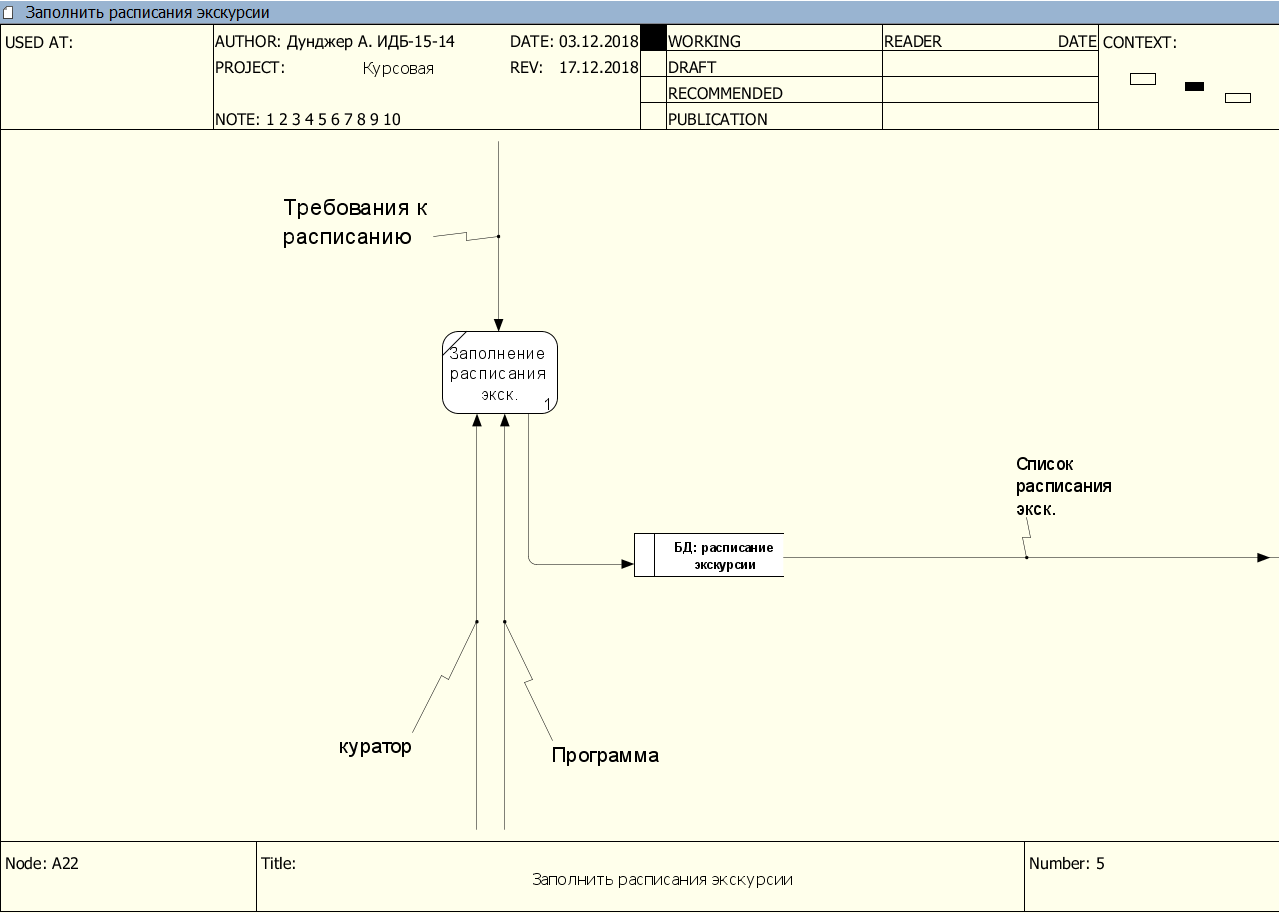 Заполнить расписания экскурсии
USED AT:
AUTHOR: Дунджер А. ИДБ-15-14
DATE: 03.12.2018
PROJECT: Курсовая
REV: 17.12.2018
NOTE: 1 2 3 4 5 6 7 8 9 10
WORKING
DRAFT
RECOMMENDED
PUBLICATION
READER
DATE
CONTEXT:
Требования к
расписанию
Заполнение
расписания
экск.
1
Список
расписания
экск.
БД: расписание
экскурсии
куратор
Программа
Node: A22
Title:
Заполнить расписания экскурсии
Number: 5